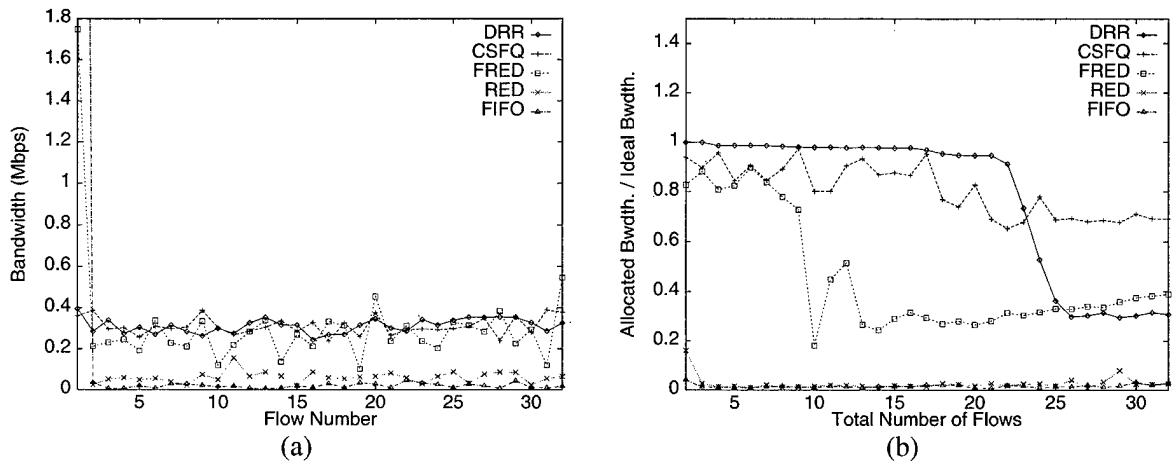 1.8
1.6
1.4
1.2
1
0.8
0.6
0.4
0.2
0
Bandwidth (Mbps)
DRR
CSFQ
FRED
RED
FIFO
5 10 15 20 25 30
Flow Number
(a)
1.4
1.2
1
0.8
0.6
0.4
0.2
0
Allocated Bwdth. / Ideal Bwdth.
DRR
CSFQ
FRED
RED
FIFO
5 10 15 20 25 30
Total Number of Flows
(b)